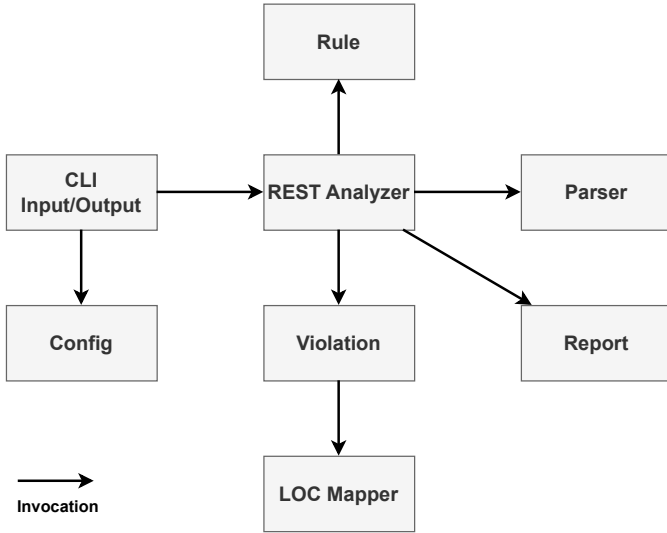 Rule
CLI
Input/Output
REST Analyzer
Parser
Config
Violation
Report
LOC Mapper
Invocation